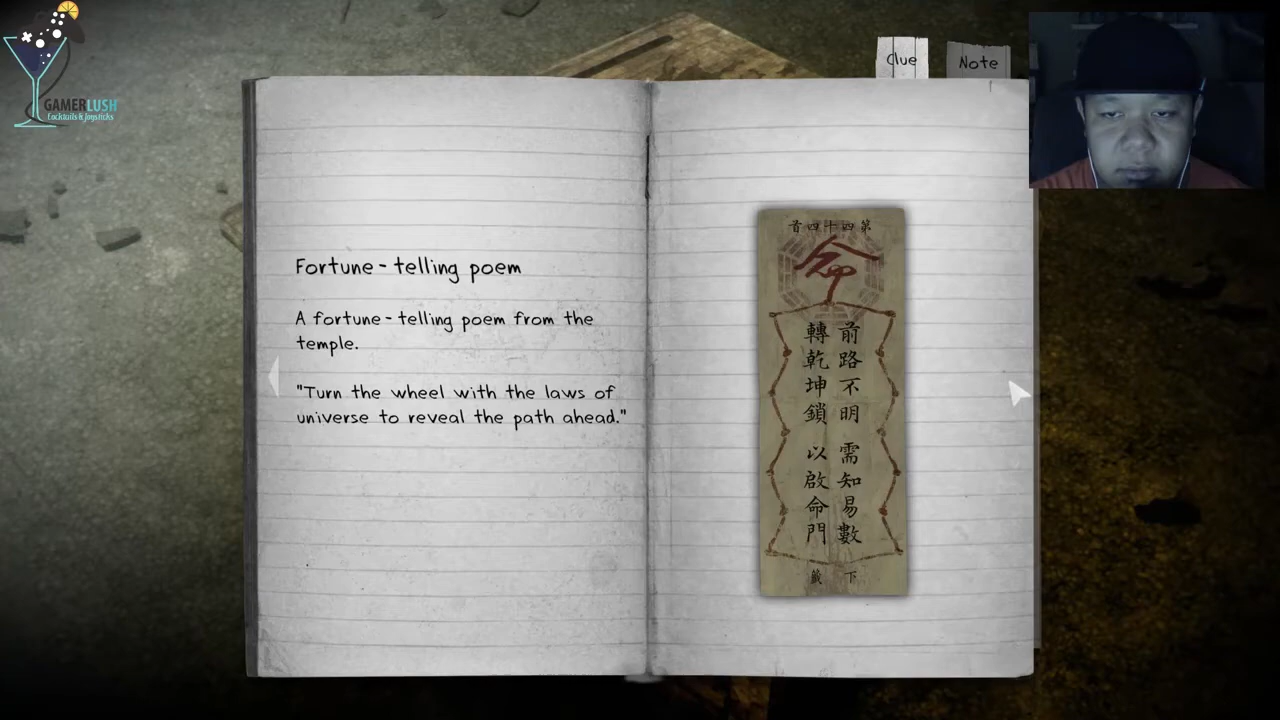 GAMERLUSH
Cocktails & Joysticks
Clue
Note
Fortune-telling poem
A fortune-telling poem from the
temple.
"Turn the wheel with the laws of
universe to reveal the path ahead."
第四十四首
命
前路不明 需知易數
轉乾坤鎖 以啟命門
下籤